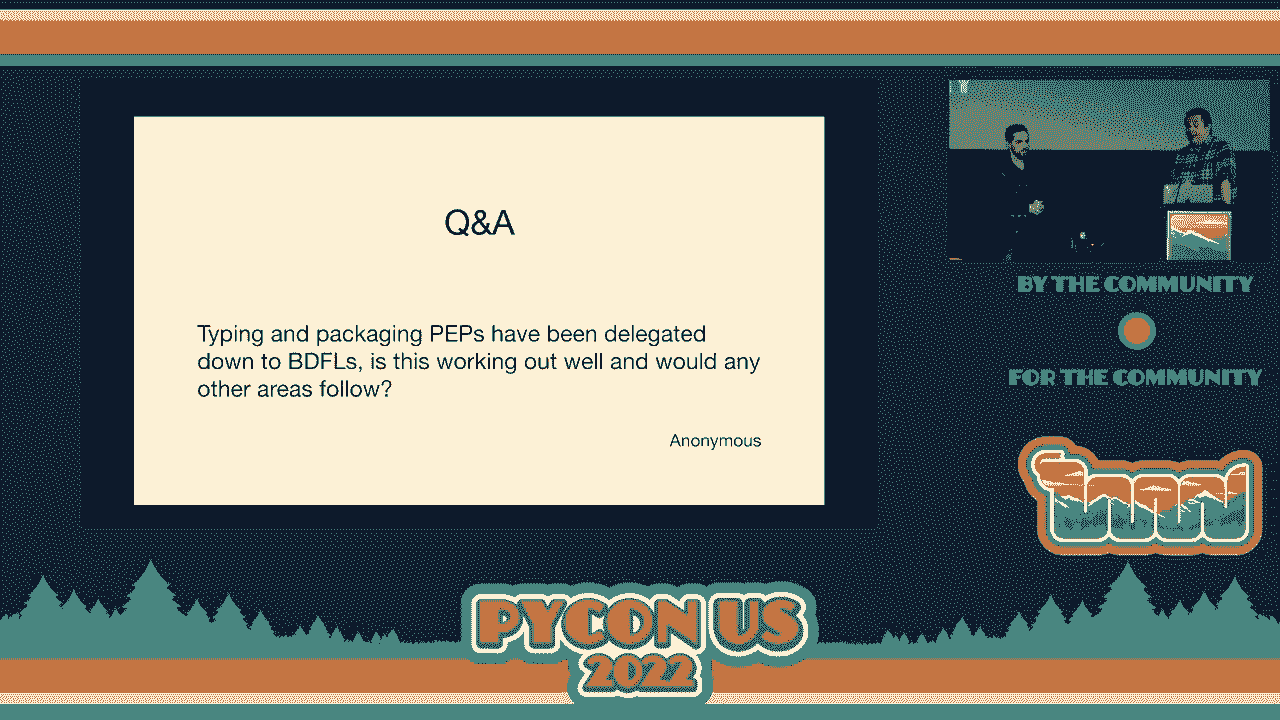 Q&A
Typing and packaging PEPs have been delegated
down to BDFLs, is this working out well and would any
other areas follow?
Anonymous
BY THE COMMUNITY
FOR THE COMMUNITY
PYCON US
2022